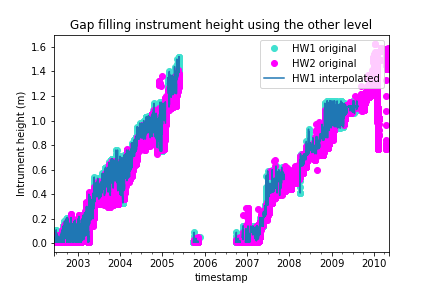 Gap filling instrument height using the other level
HW1 original
HW2 original
HW1 interpolated
Intrument height (m)
1.6
1.4
1.2
1.0
0.8
0.6
0.4
0.2
0.0
2003 2004 2005 2006 2007 2008 2009 2010
timestamp